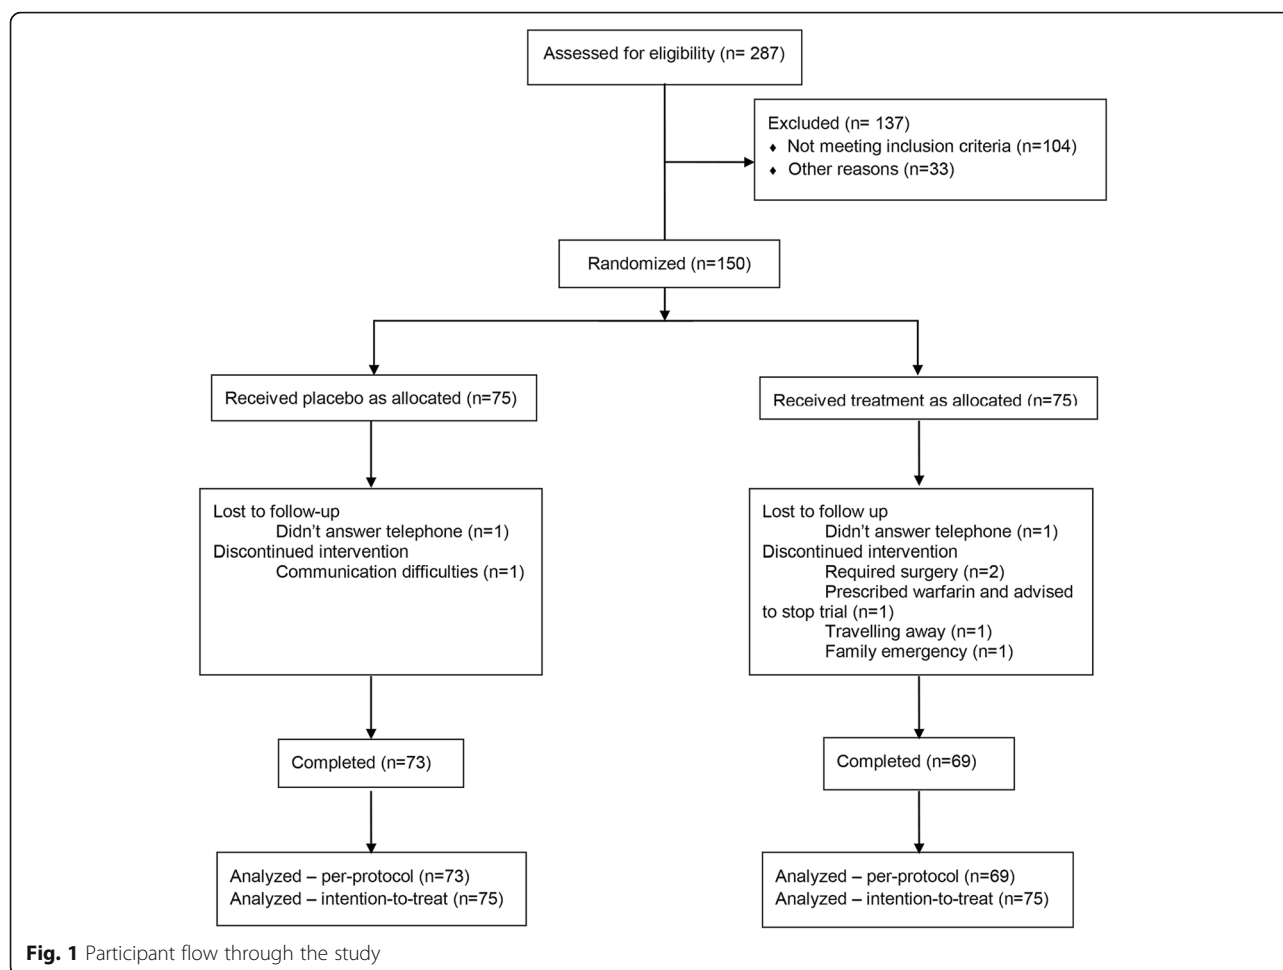 Assessed for eligibility (n= 287)
Excluded (n= 137)
♦ Not meeting inclusion criteria (n=104)
♦ Other reasons (n=33)
Randomized (n=150)
Received placebo as allocated (n=75)
Received treatment as allocated (n=75)
Lost to follow-up
Didn't answer telephone (n=1)
Discontinued intervention
Communication difficulties (n=1)
Lost to follow up
Didn't answer telephone (n=1)
Discontinued intervention
Required surgery (n=2)
Prescribed warfarin and advised
to stop trial (n=1)
Travelling away (n=1)
Family emergency (n=1)
Completed (n=73)
Completed (n=69)
Analyzed – per-protocol (n=73)
Analyzed – intention-to-treat (n=75)
Analyzed – per-protocol (n=69)
Analyzed – intention-to-treat (n=75)
Fig. 1 Participant flow through the study